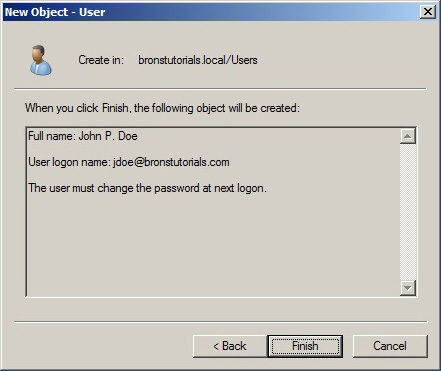 New Object - User
Create in: bronstutorials.local/Users
When you click Finish, the following object will be created:
Full name: John P. Doe
User logon name: jdoe@bronstutorials.com
The user must change the password at next logon.
< Back
Finish
Cancel